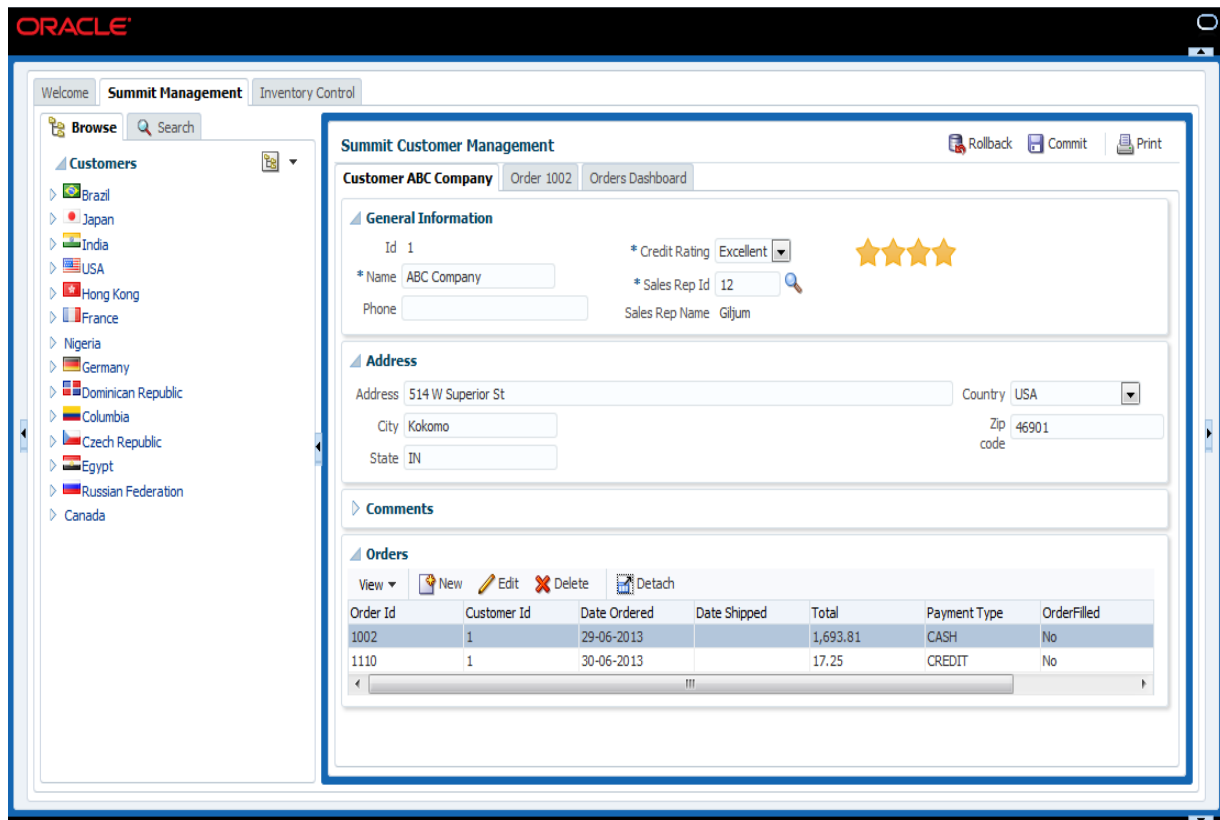 ORACLE
Welcome Summit Management Inventory Control
Browse Search
Customers
Brazil
Japan
India
USA
Hong Kong
France
Nigeria
Germany
Dominican Republic
Columbia
Czech Republic
Egypt
Russian Federation
Canada
Summit Customer Management Rollback Commit Print
Customer ABC Company Order 1002 Orders Dashboard
General Information
Id 1
* Name ABC Company
Phone
* Credit Rating Excellent
* Sales Rep Id 12
Sales Rep Name Giljum
Address
Address 514 W Superior St
City Kokomo
State IN
Country USA
Zip code 46901
Comments
Orders
View New Edit Delete Detach
Order Id Customer Id Date Ordered Date Shipped Total Payment Type OrderFilled
1002 1 29-06-2013 1,693.81 CASH No
1110 1 30-06-2013 17.25 CREDIT No